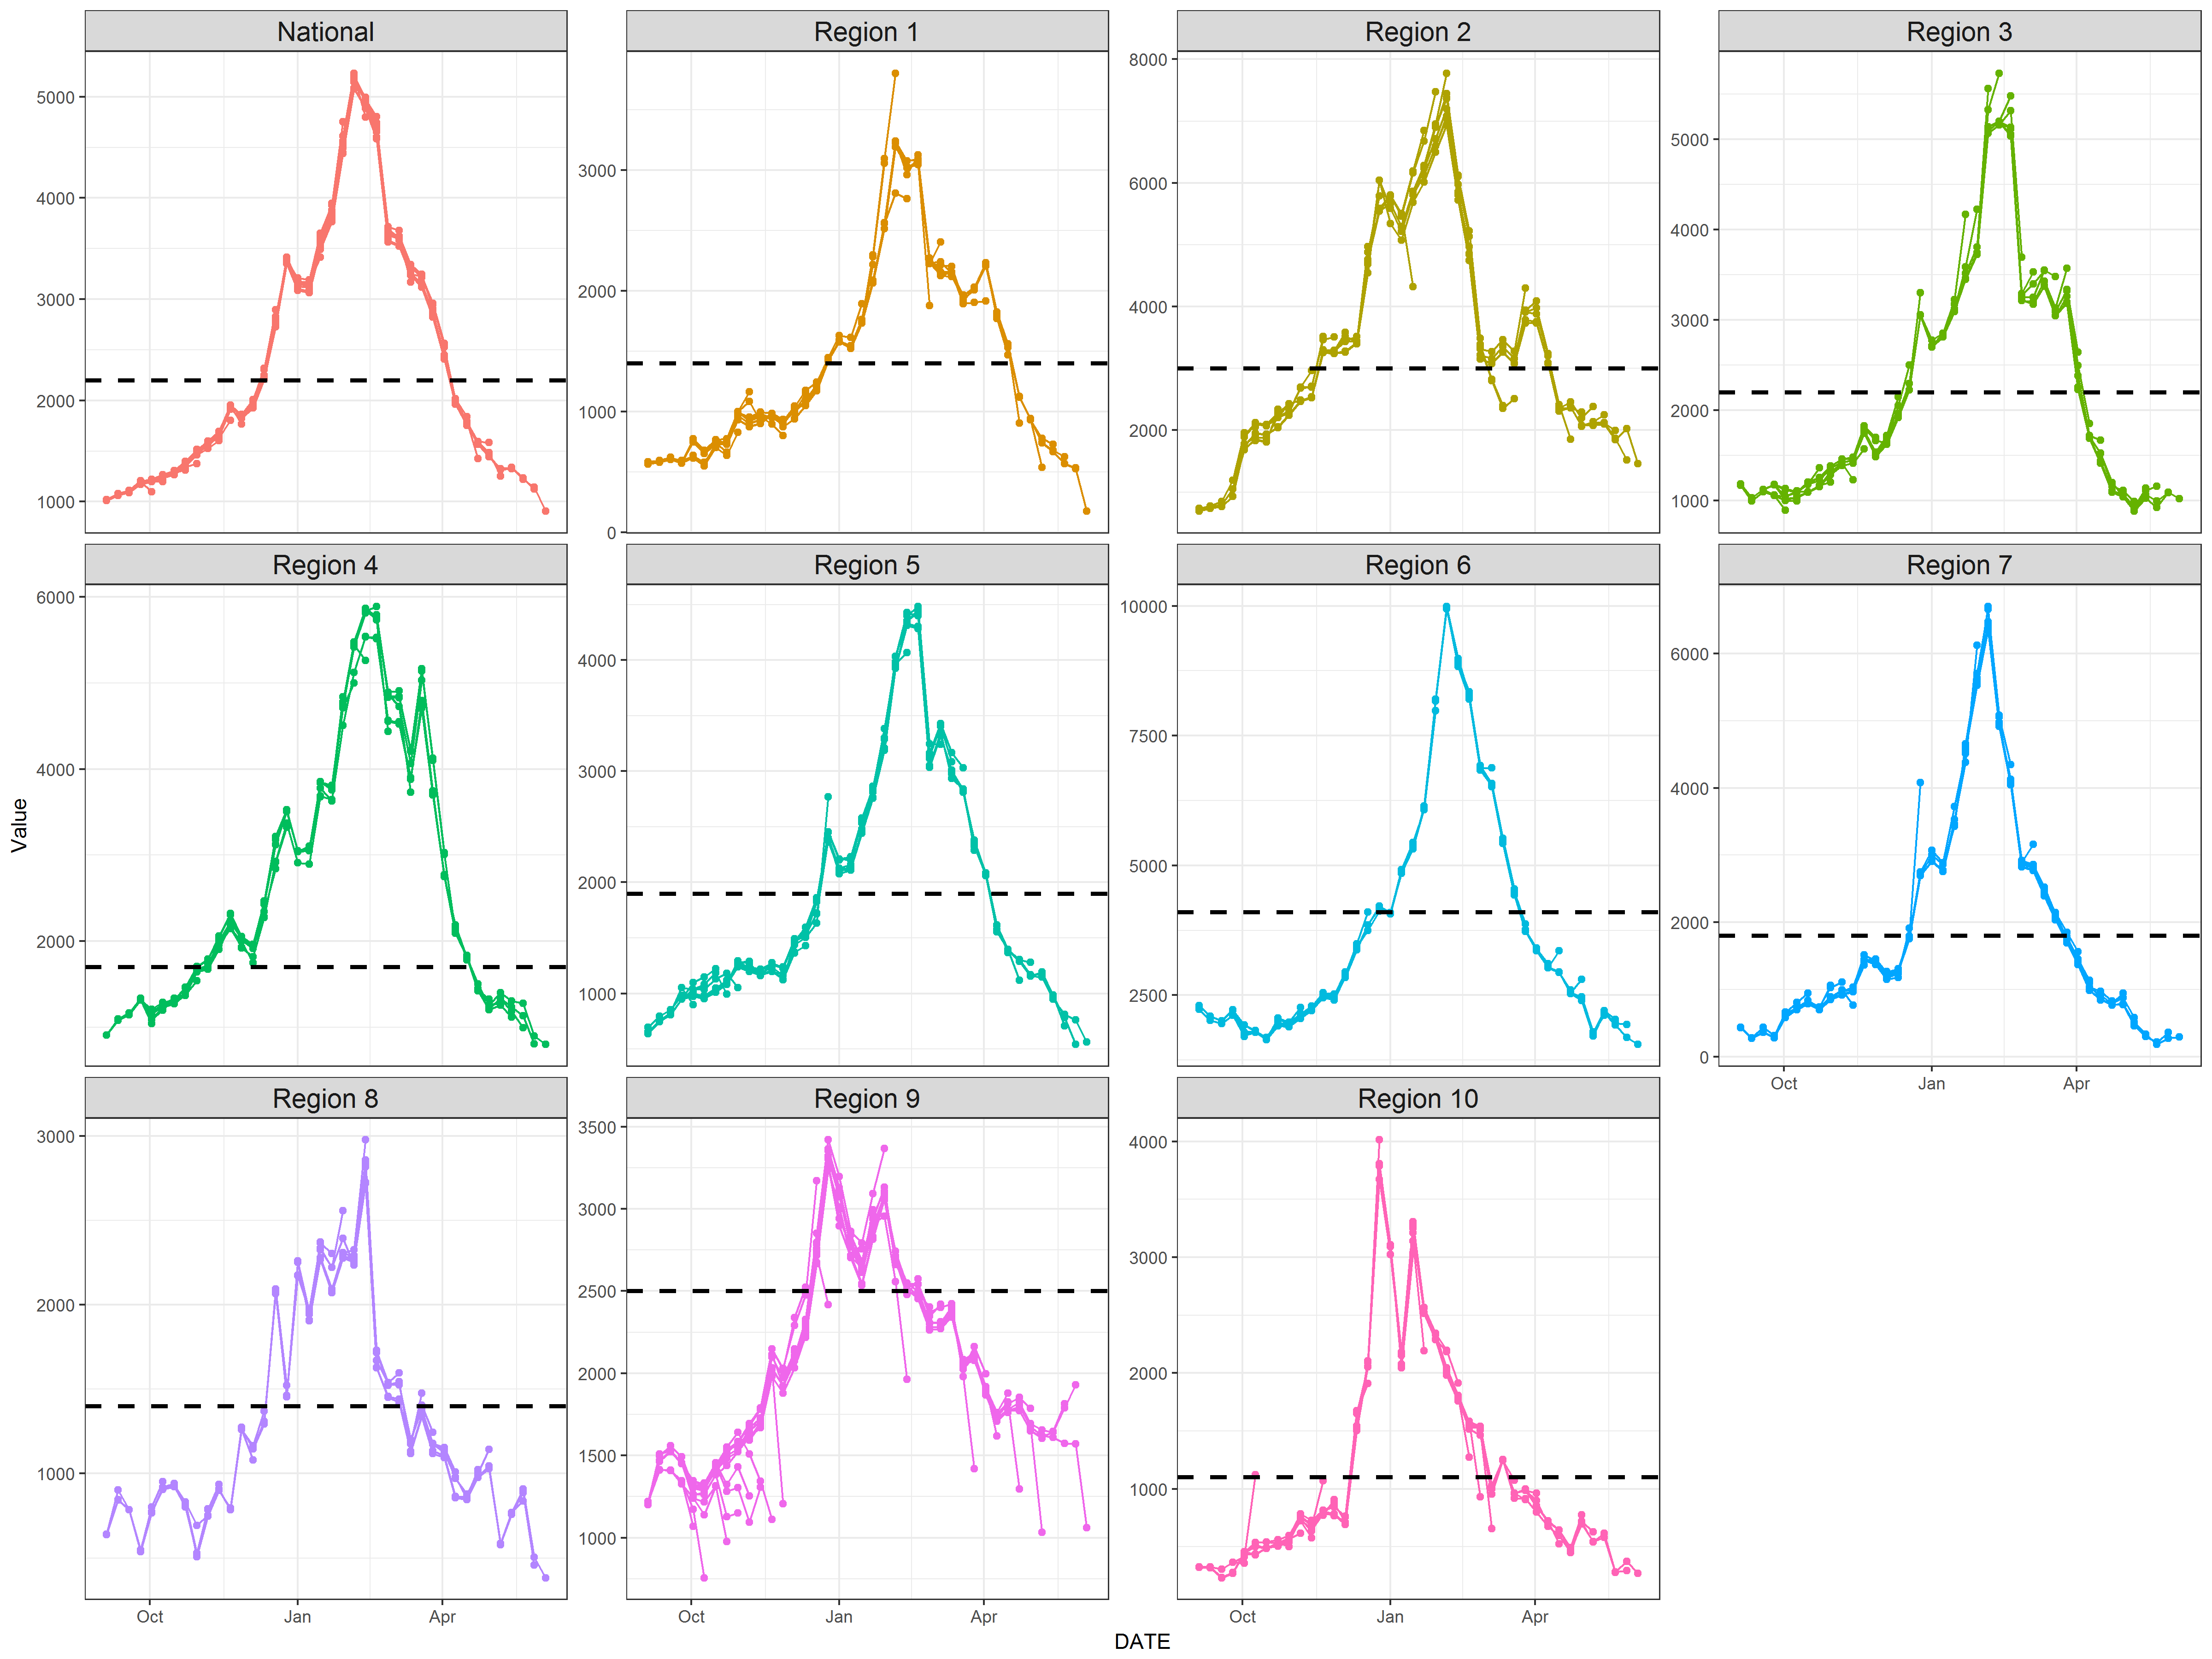 National
Region 1
Region 2
Region 3
5000
4000
3000
2000
1000
3000
2000
1000
0
8000
6000
4000
2000
5000
4000
3000
2000
1000
Region 4
Region 5
Region 6
Region 7
6000
4000
2000
4000
3000
2000
1000
10000
7500
5000
2500
6000
4000
2000
0
Oct Jan Apr
Region 8
Region 9
Region 10
3000
2000
1000
3500
3000
2500
2000
1500
1000
4000
3000
2000
1000
Oct Jan Apr
Oct Jan Apr
Oct Jan Apr
Value
DATE